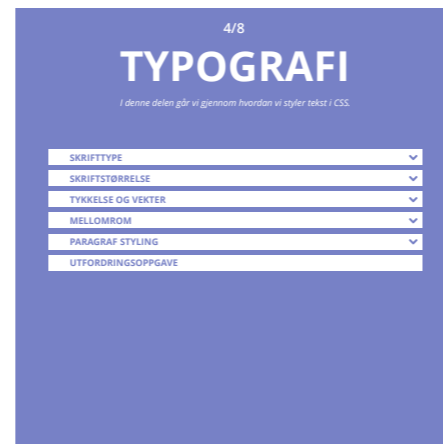 4/8
TYPOGRAFI
I denne delen går vi gjennom hvordan vi styler tekst i CSS.
SKRIFTTYPE
SKRIFTSTØRRELSE
TYKKELSE OG VEKTER
MELLOMROM
PARAGRAF STYLING
UTFORDRINGSOPPGAVE